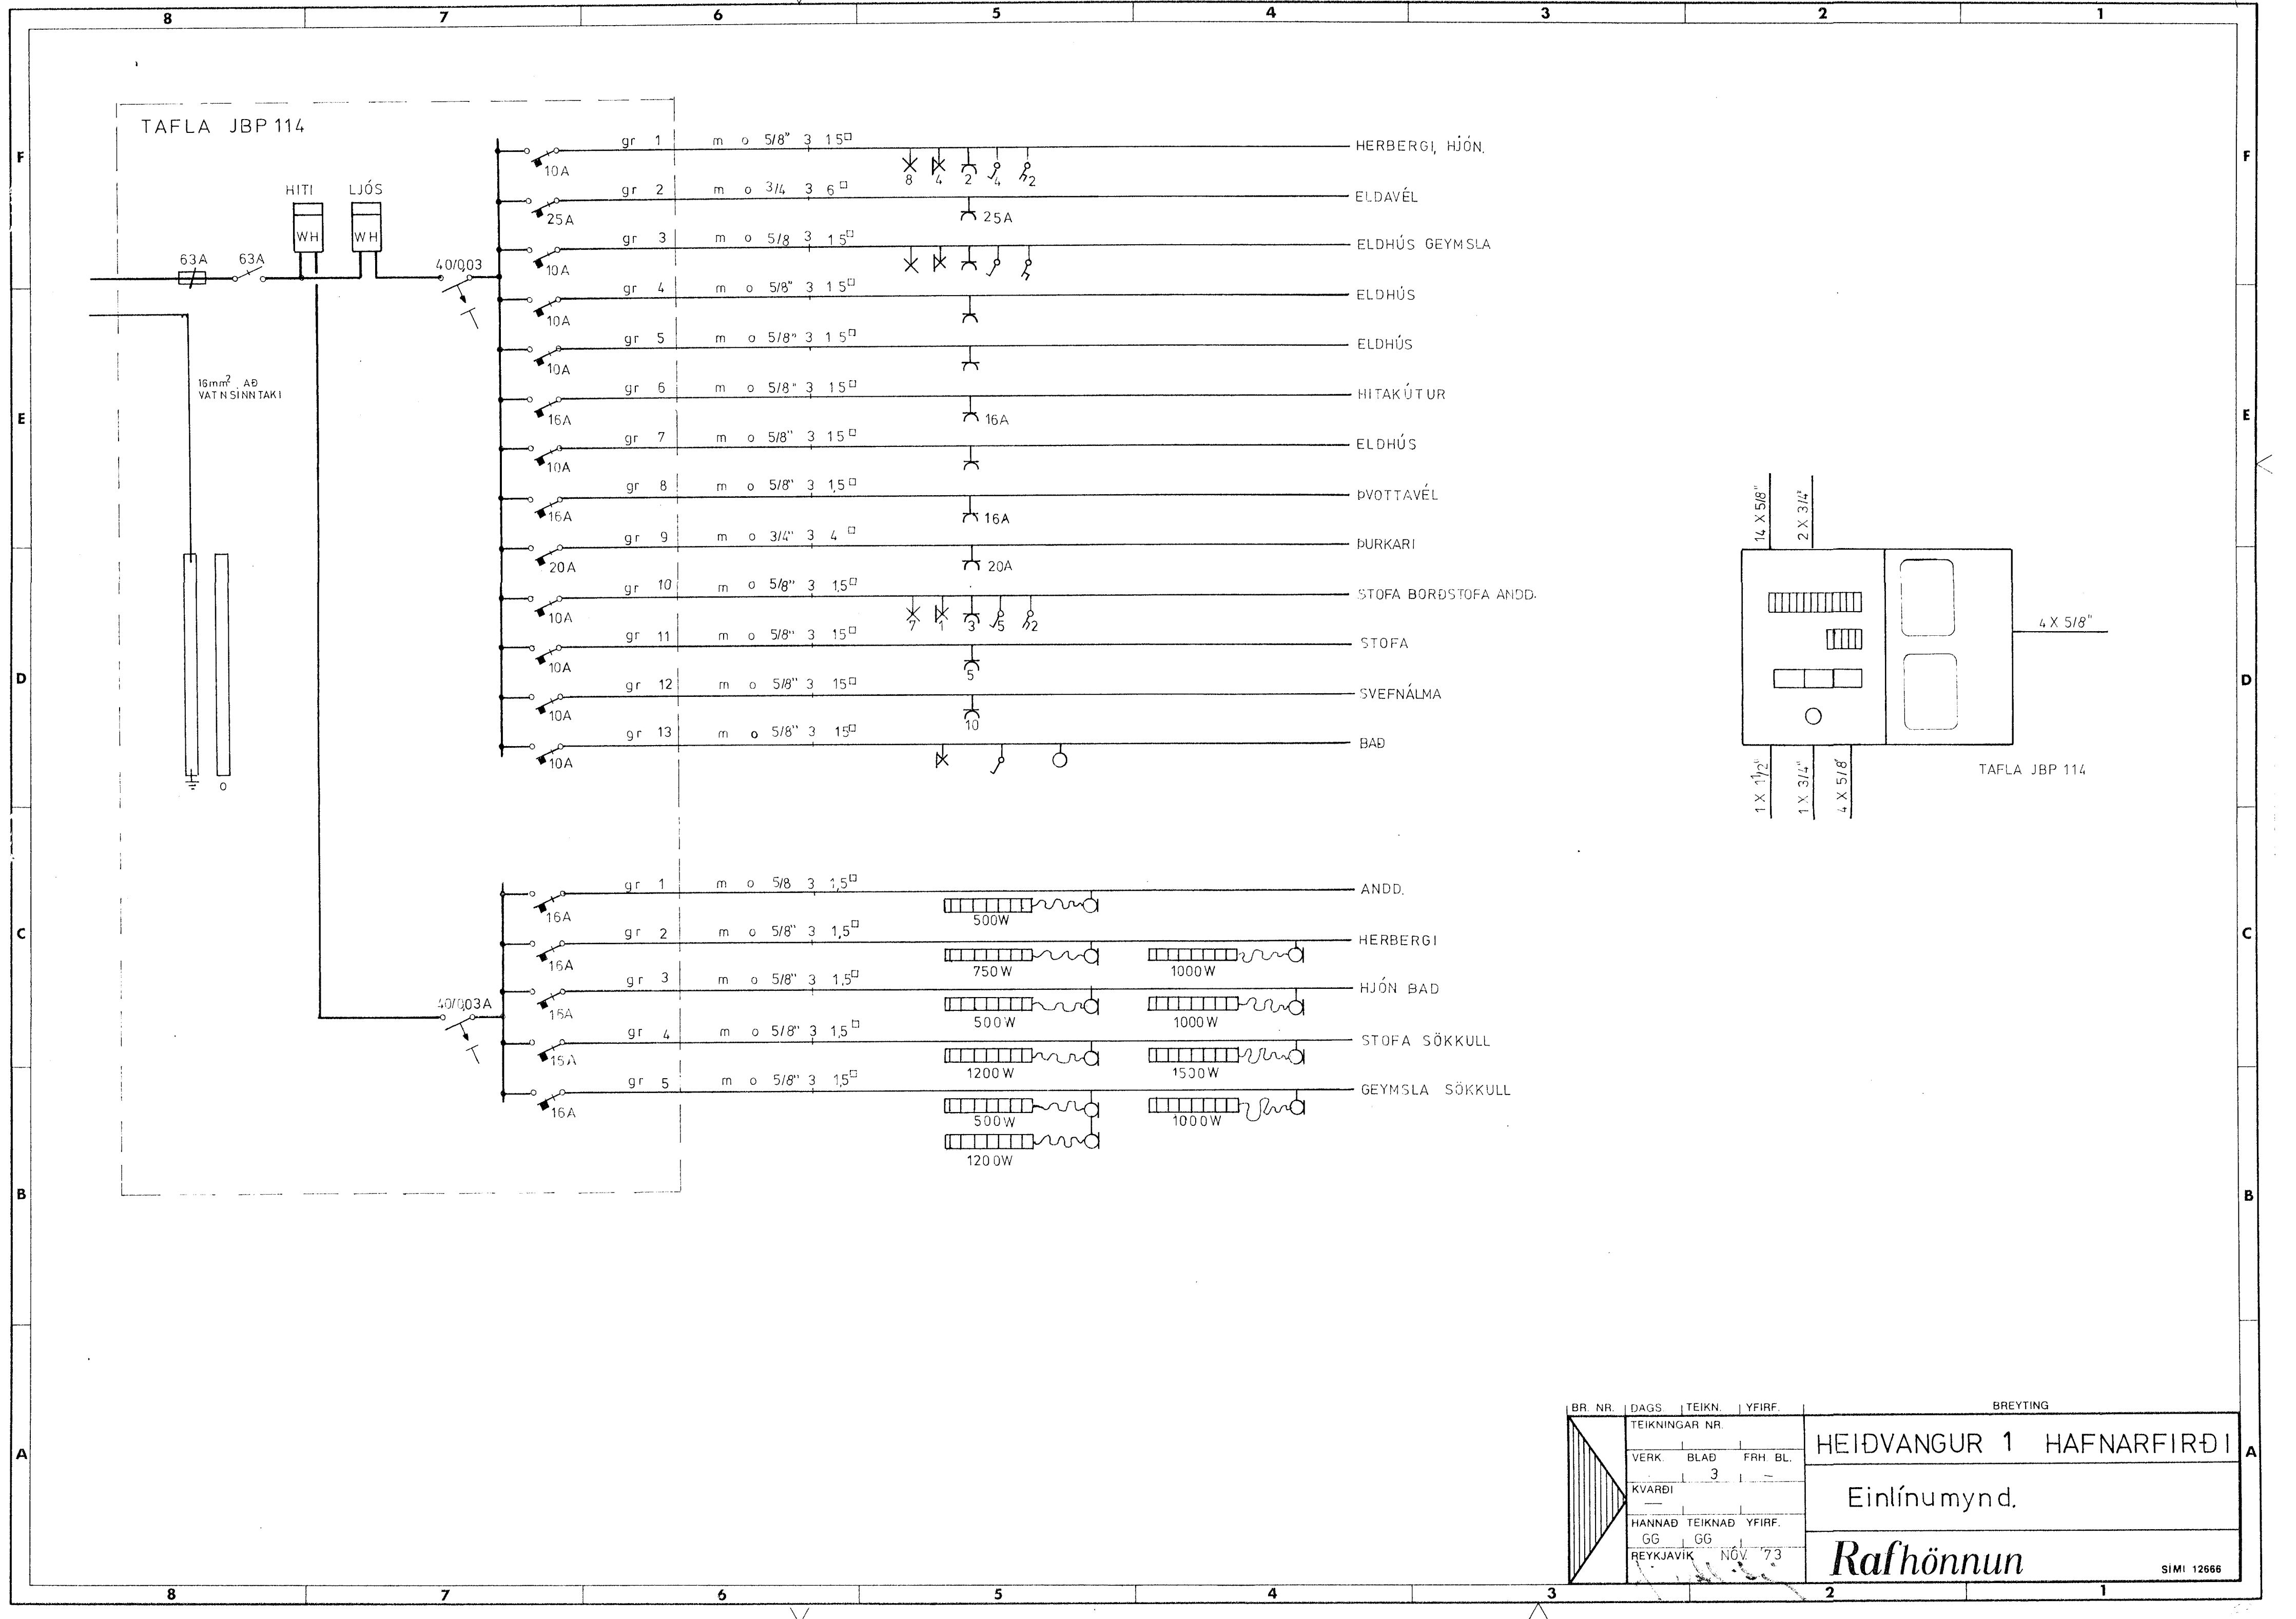 8 7 6 5 4 3 2 1
TAFLA JBP 114
HITI LJÓS
WH WH
63A 63A
40/0,03
16mm² AÐ
VATNSINNTAKI
0
F
gr 1 m o 5/8" 3 1 5□ HERBERGI, HJÓN.
10A 8 4 2 4 2
gr 2 m o 3/4 3 6□ ELDAVÉL
25A 25A
gr 3 m o 5/8 3 1 5□ ELDHÚS GEYMSLA
10A
gr 4 m o 5/8" 3 1 5□ ELDHÚS
10A
gr 5 m o 5/8" 3 1 5□ ELDHÚS
10A
E
gr 6 m o 5/8" 3 1 5□ HITAKÚTUR
16A 16A
gr 7 m o 5/8" 3 1 5□ ELDHÚS
10A
gr 8 m o 5/8" 3 1,5□ ÞVOTTAVÉL
16A 16A
gr 9 m o 3/4" 3 4□ ÞURKARI
20A 20A
gr 10 m o 5/8" 3 1,5□ STOFA BORÐSTOFA ANDD.
10A 7 1 3 5 2
gr 11 m o 5/8" 3 15□ STOFA
10A 5
D
gr 12 m o 5/8" 3 15□ SVEFNÁLMA
10A 10
gr 13 m o 5/8" 3 15□ BAÐ
10A
14 X 5/8"
2 X 3/4"
4 X 5/8"
1 X 1 1/2"
1 X 3/4"
4 X 5/8"
TAFLA JBP 114
40/0,03A
gr 1 m o 5/8 3 1,5□ ANDD.
16A 500W
C
gr 2 m o 5/8" 3 1,5□ HERBERGI
16A 750W 1000W
gr 3 m o 5/8" 3 1,5□ HJÓN BAD
16A 500W 1000W
gr 4 m o 5/8" 3 1,5□ STOFA SÖKKULL
16A 1200W 1500W
gr 5 m o 5/8" 3 1,5□ GEYMSLA SÖKKULL
16A 500W 1000W
1200W
B
A
BR. NR. DAGS. TEIKN. YFIRF. BREYTING
TEIKNINGAR NR.
VERK. BLAÐ FRH. BL.
3 –
KVARÐI
—
HANNAÐ TEIKNAÐ YFIRF.
GG GG
REYKJAVÍK NÓV. '73
HEIÐVANGUR 1 HAFNARFIRÐI
Einlínumynd.
Rafhönnun
SÍMI 12666
8 7 6 5 4 3 2 1
F
E
D
C
B
A